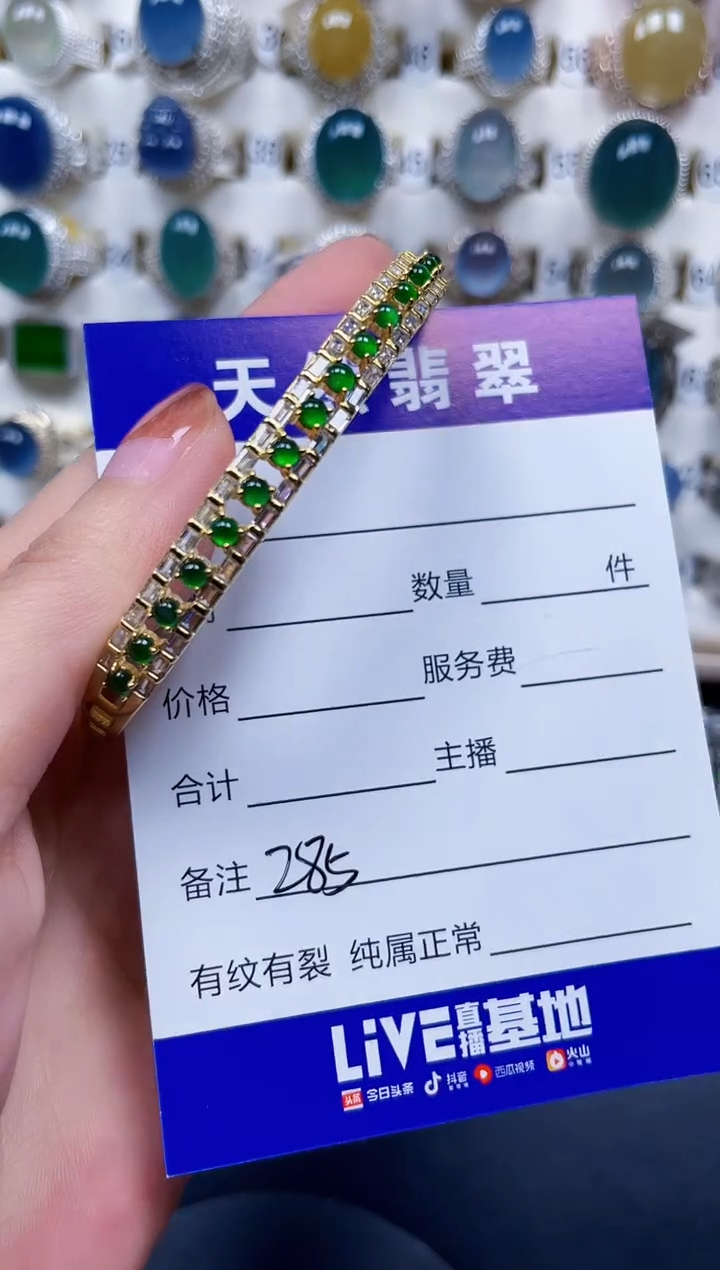 天 翡翠
数量 件
价格 服务费
合计 主播
备注 285
有纹有裂 纯属正常
LiVE直播基地
头条 今日头条 抖音 西瓜视频 火山